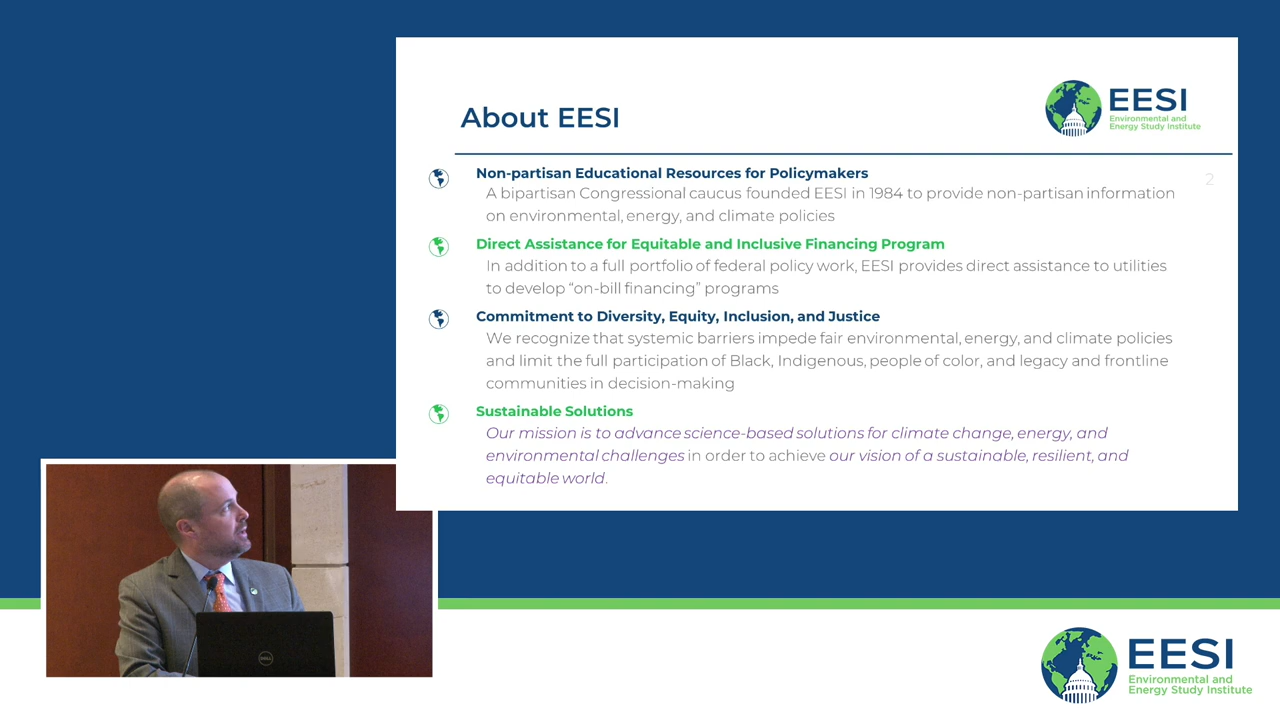 About EESI
EESI
Environmental and
Energy Study Institute
2
Non-partisan Educational Resources for Policymakers
A bipartisan Congressional caucus founded EESI in 1984 to provide non-partisan information
on environmental, energy, and climate policies
Direct Assistance for Equitable and Inclusive Financing Program
In addition to a full portfolio of federal policy work, EESI provides direct assistance to utilities
to develop “on-bill financing” programs
Commitment to Diversity, Equity, Inclusion, and Justice
We recognize that systemic barriers impede fair environmental, energy, and climate policies
and limit the full participation of Black, Indigenous, people of color, and legacy and frontline
communities in decision-making
Sustainable Solutions
Our mission is to advance science-based solutions for climate change, energy, and
environmental challenges in order to achieve our vision of a sustainable, resilient, and
equitable world.
DELL
EESI
Environmental and
Energy Study Institute